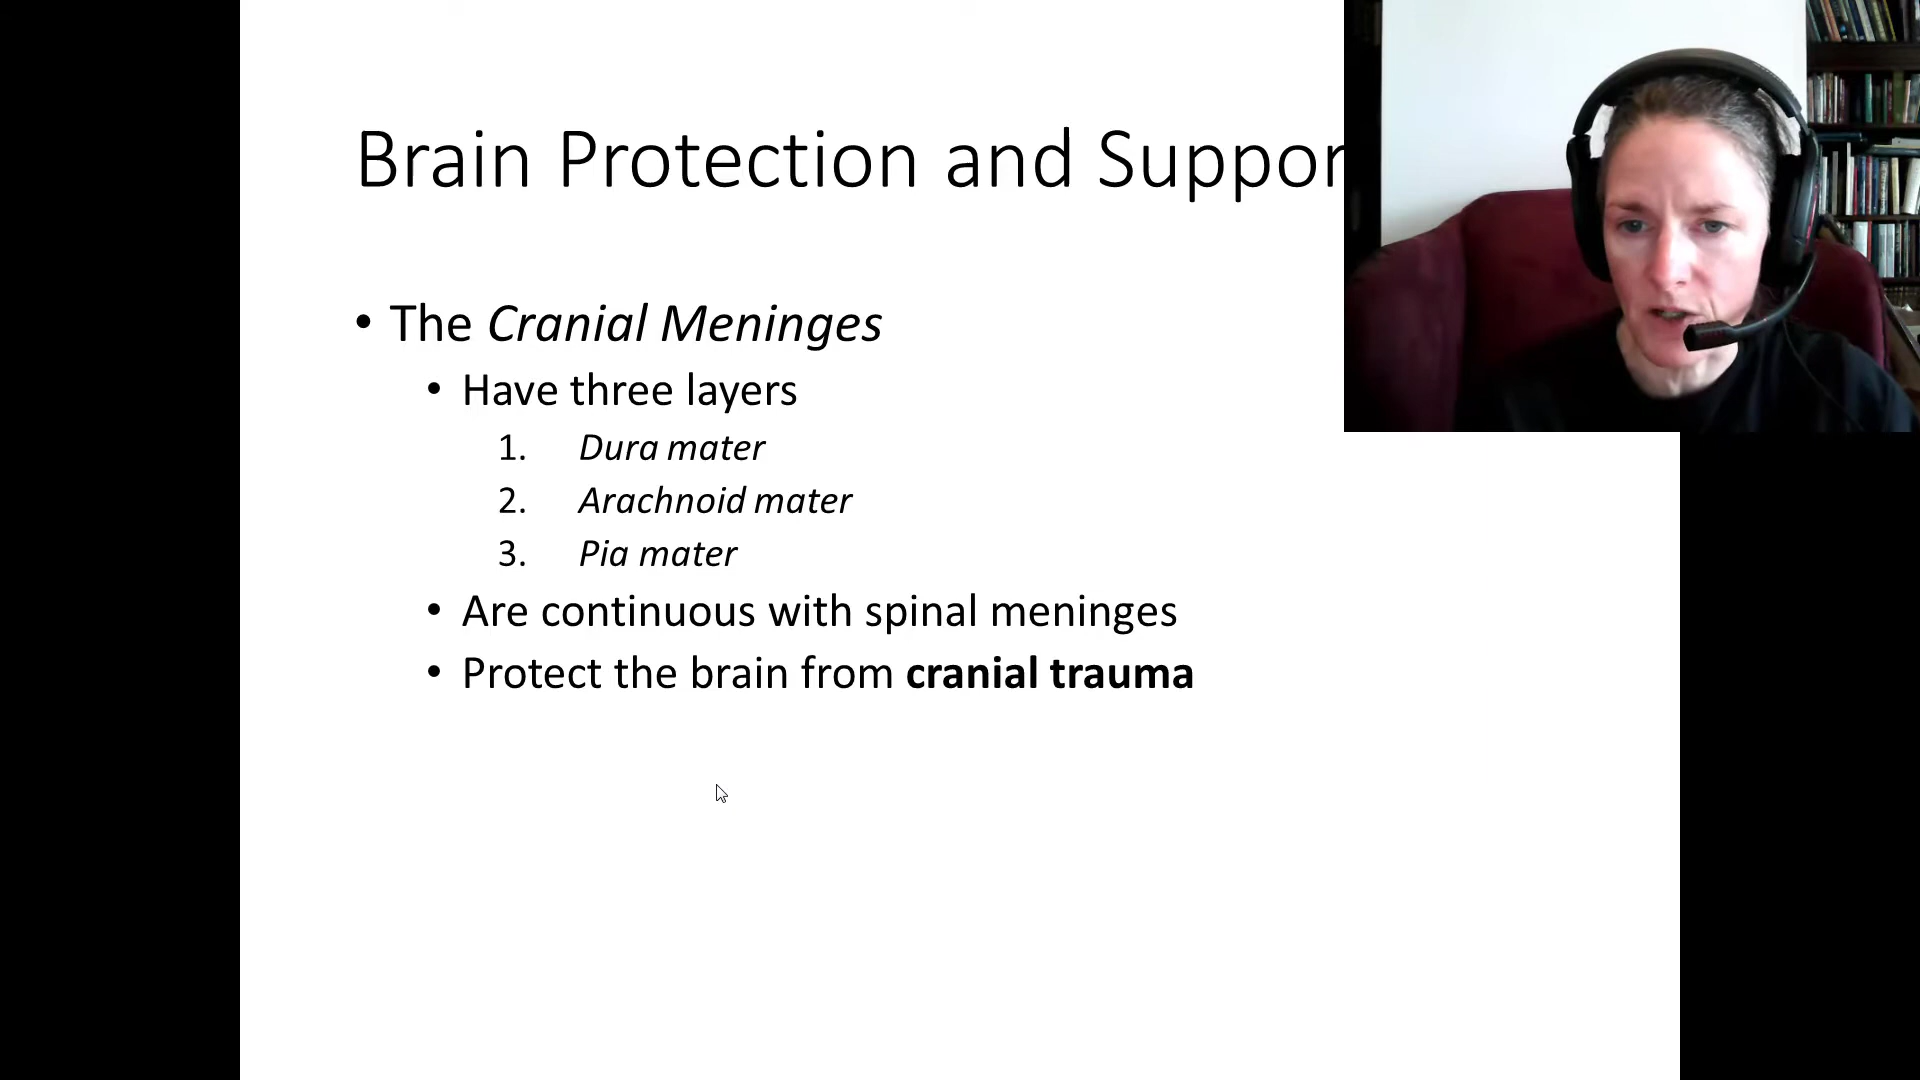 Brain Protection and Suppor
• The Cranial Meninges
• Have three layers
1. Dura mater
2. Arachnoid mater
3. Pia mater
• Are continuous with spinal meninges
• Protect the brain from cranial trauma